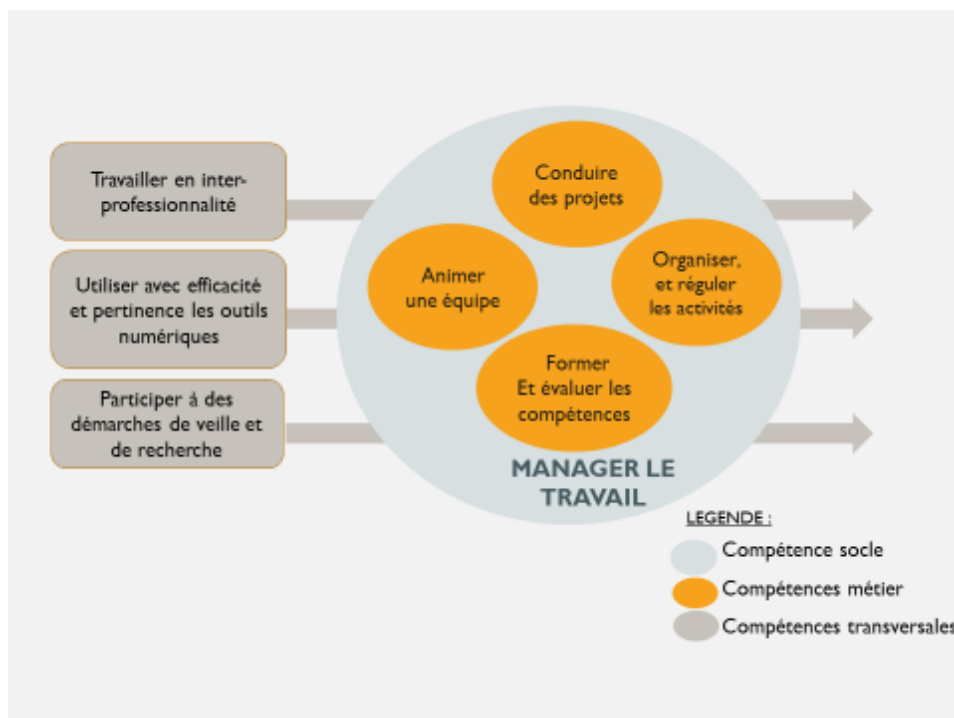 Travailler en inter-
professionnalité
Utiliser avec efficacité
et pertinence les outils
numériques
Participer à des
démarches de veille et
de recherche
Conduire
des projets
Animer
une équipe
Organiser,
et réguler
les activités
Former
Et évaluer les
compétences
MANAGER LE
TRAVAIL
LEGENDE :
Compétence socle
Compétences métier
Compétences transversales